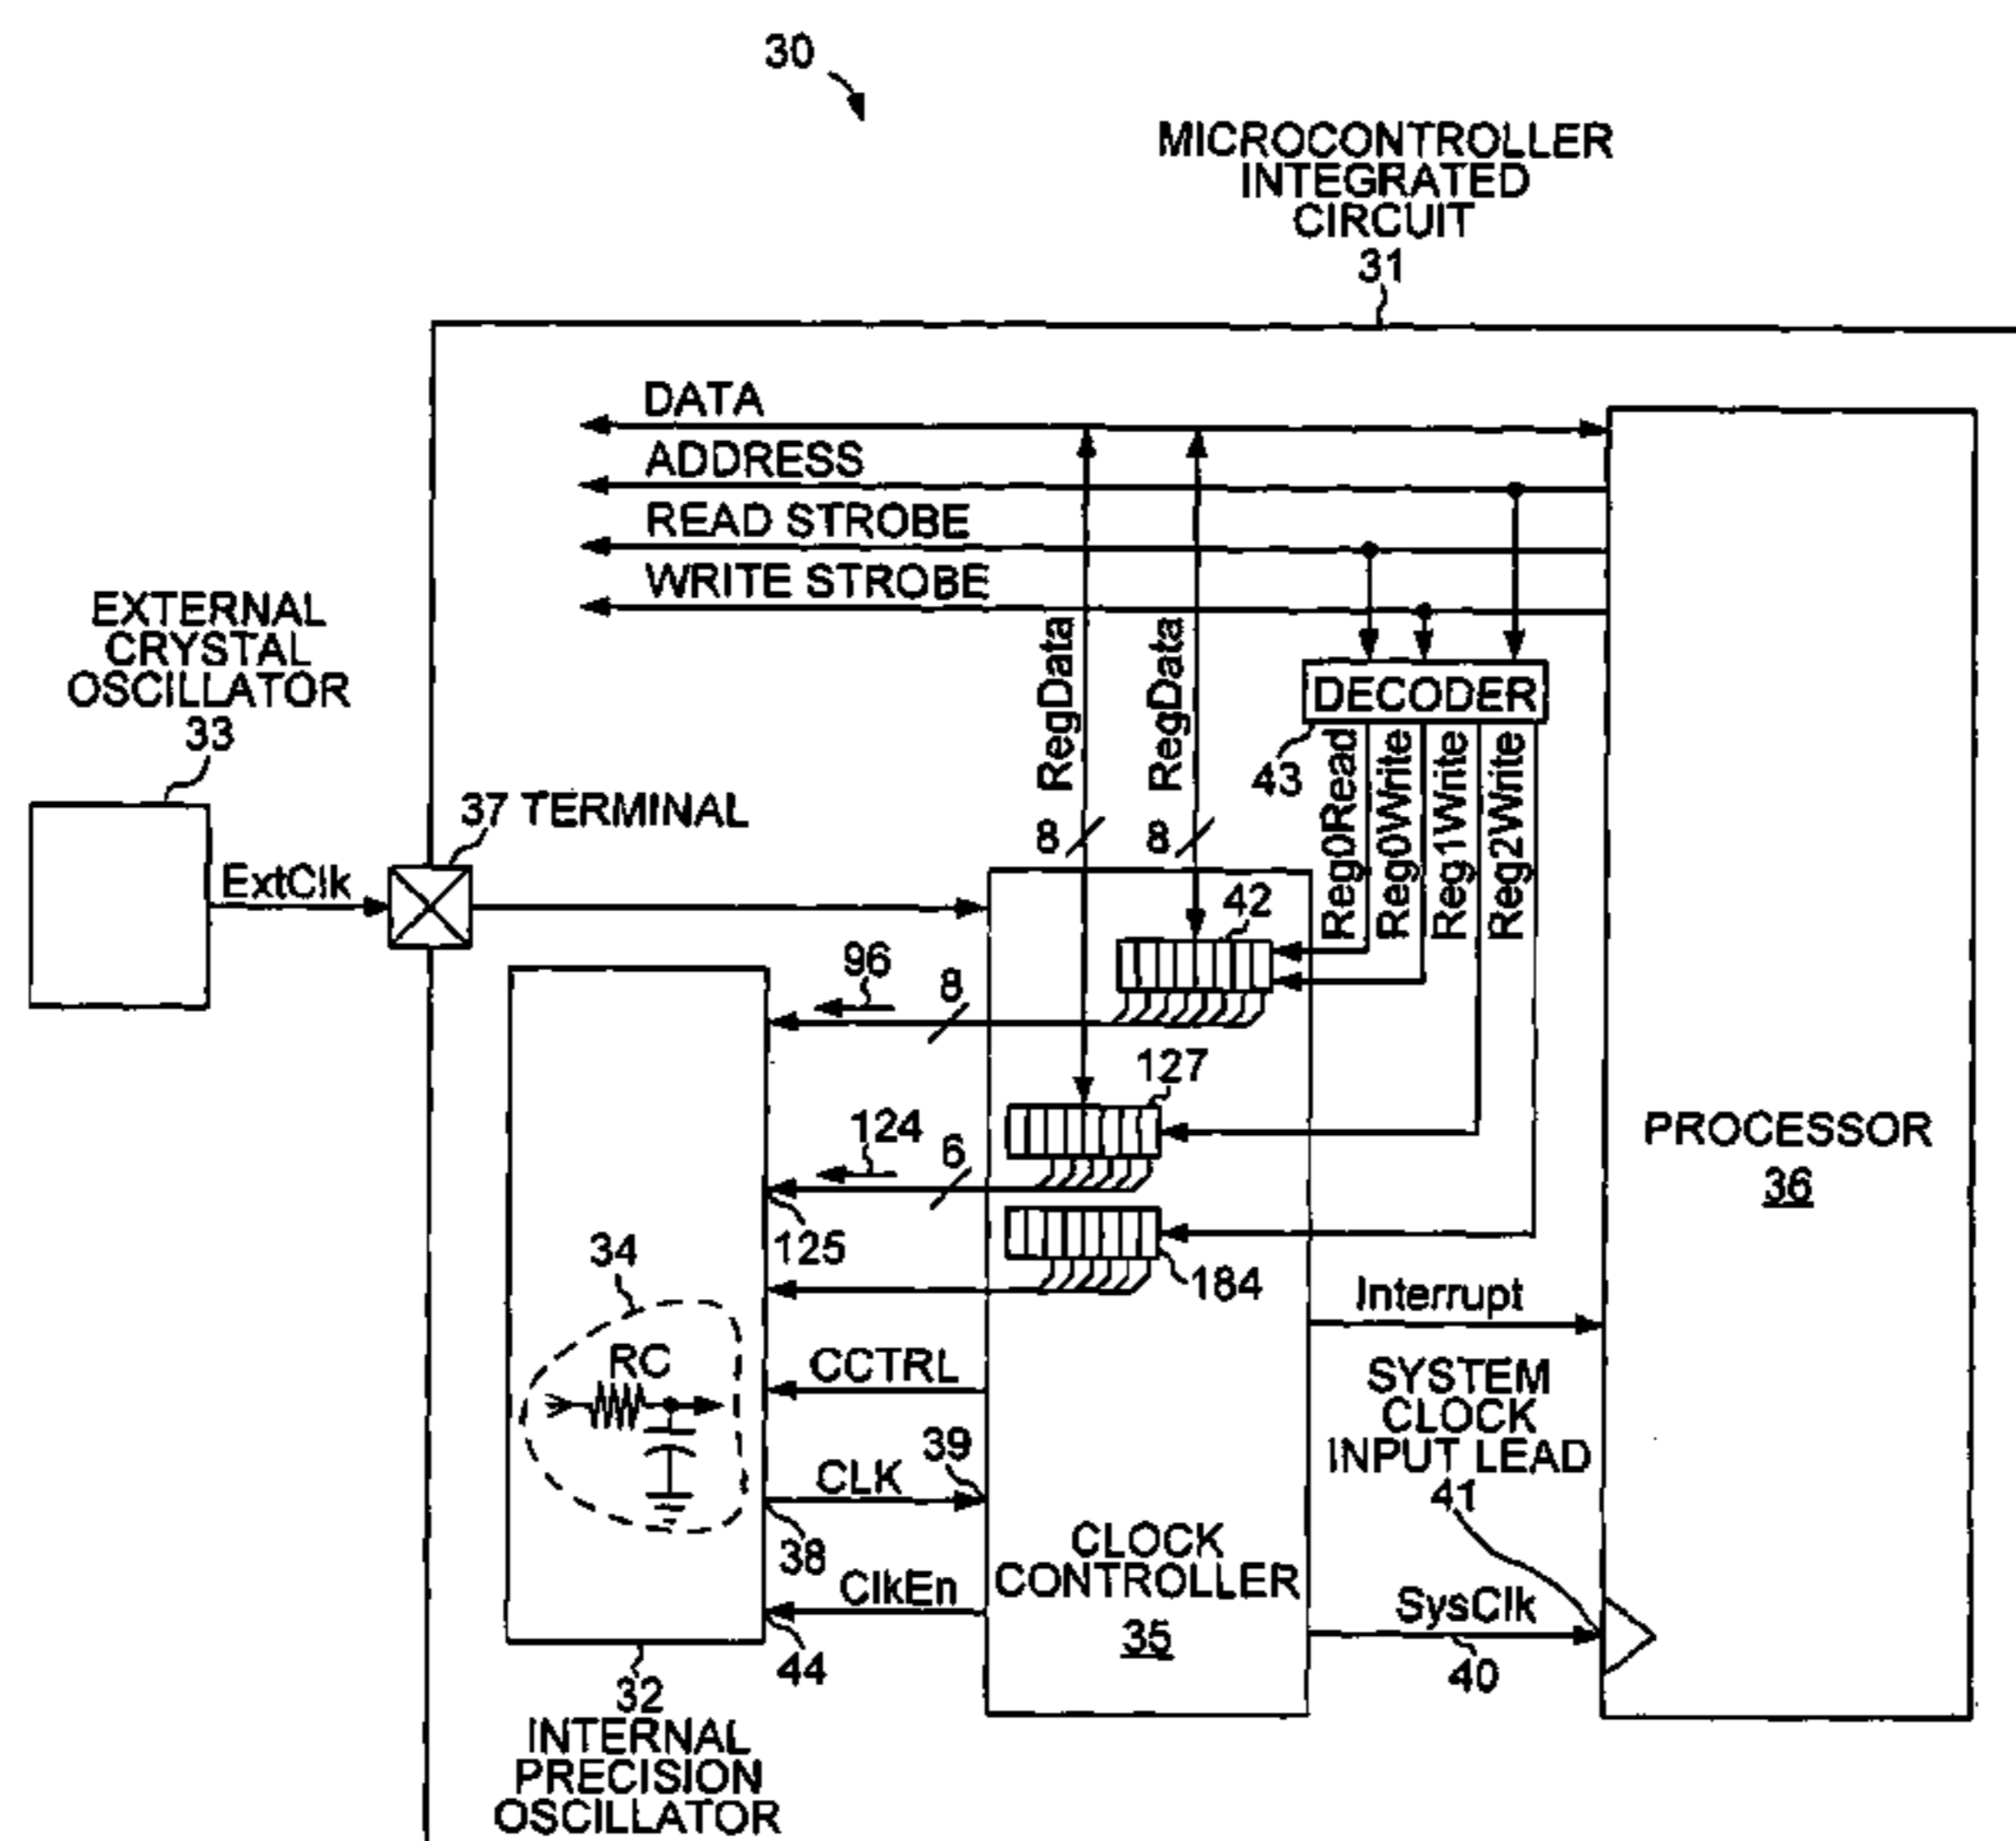 30
MICROCONTROLLER
INTEGRATED
CIRCUIT
31
DATA
ADDRESS
READ STROBE
WRITE STROBE
EXTERNAL
CRYSTAL
OSCILLATOR
33
RegData
RegData
DECODER
43
Reg0Read
Reg0Write
Reg1Write
Reg2Write
37 TERMINAL
8
8
ExtClk
42
96
8
127
124
6
PROCESSOR
36
125
34
184
Interrupt
RC
CCTRL
SYSTEM
CLOCK
INPUT LEAD
41
39
CLK
38
CLOCK
CONTROLLER
35
ClkEn
SysClk
44
40
32
INTERNAL
PRECISION
OSCILLATOR